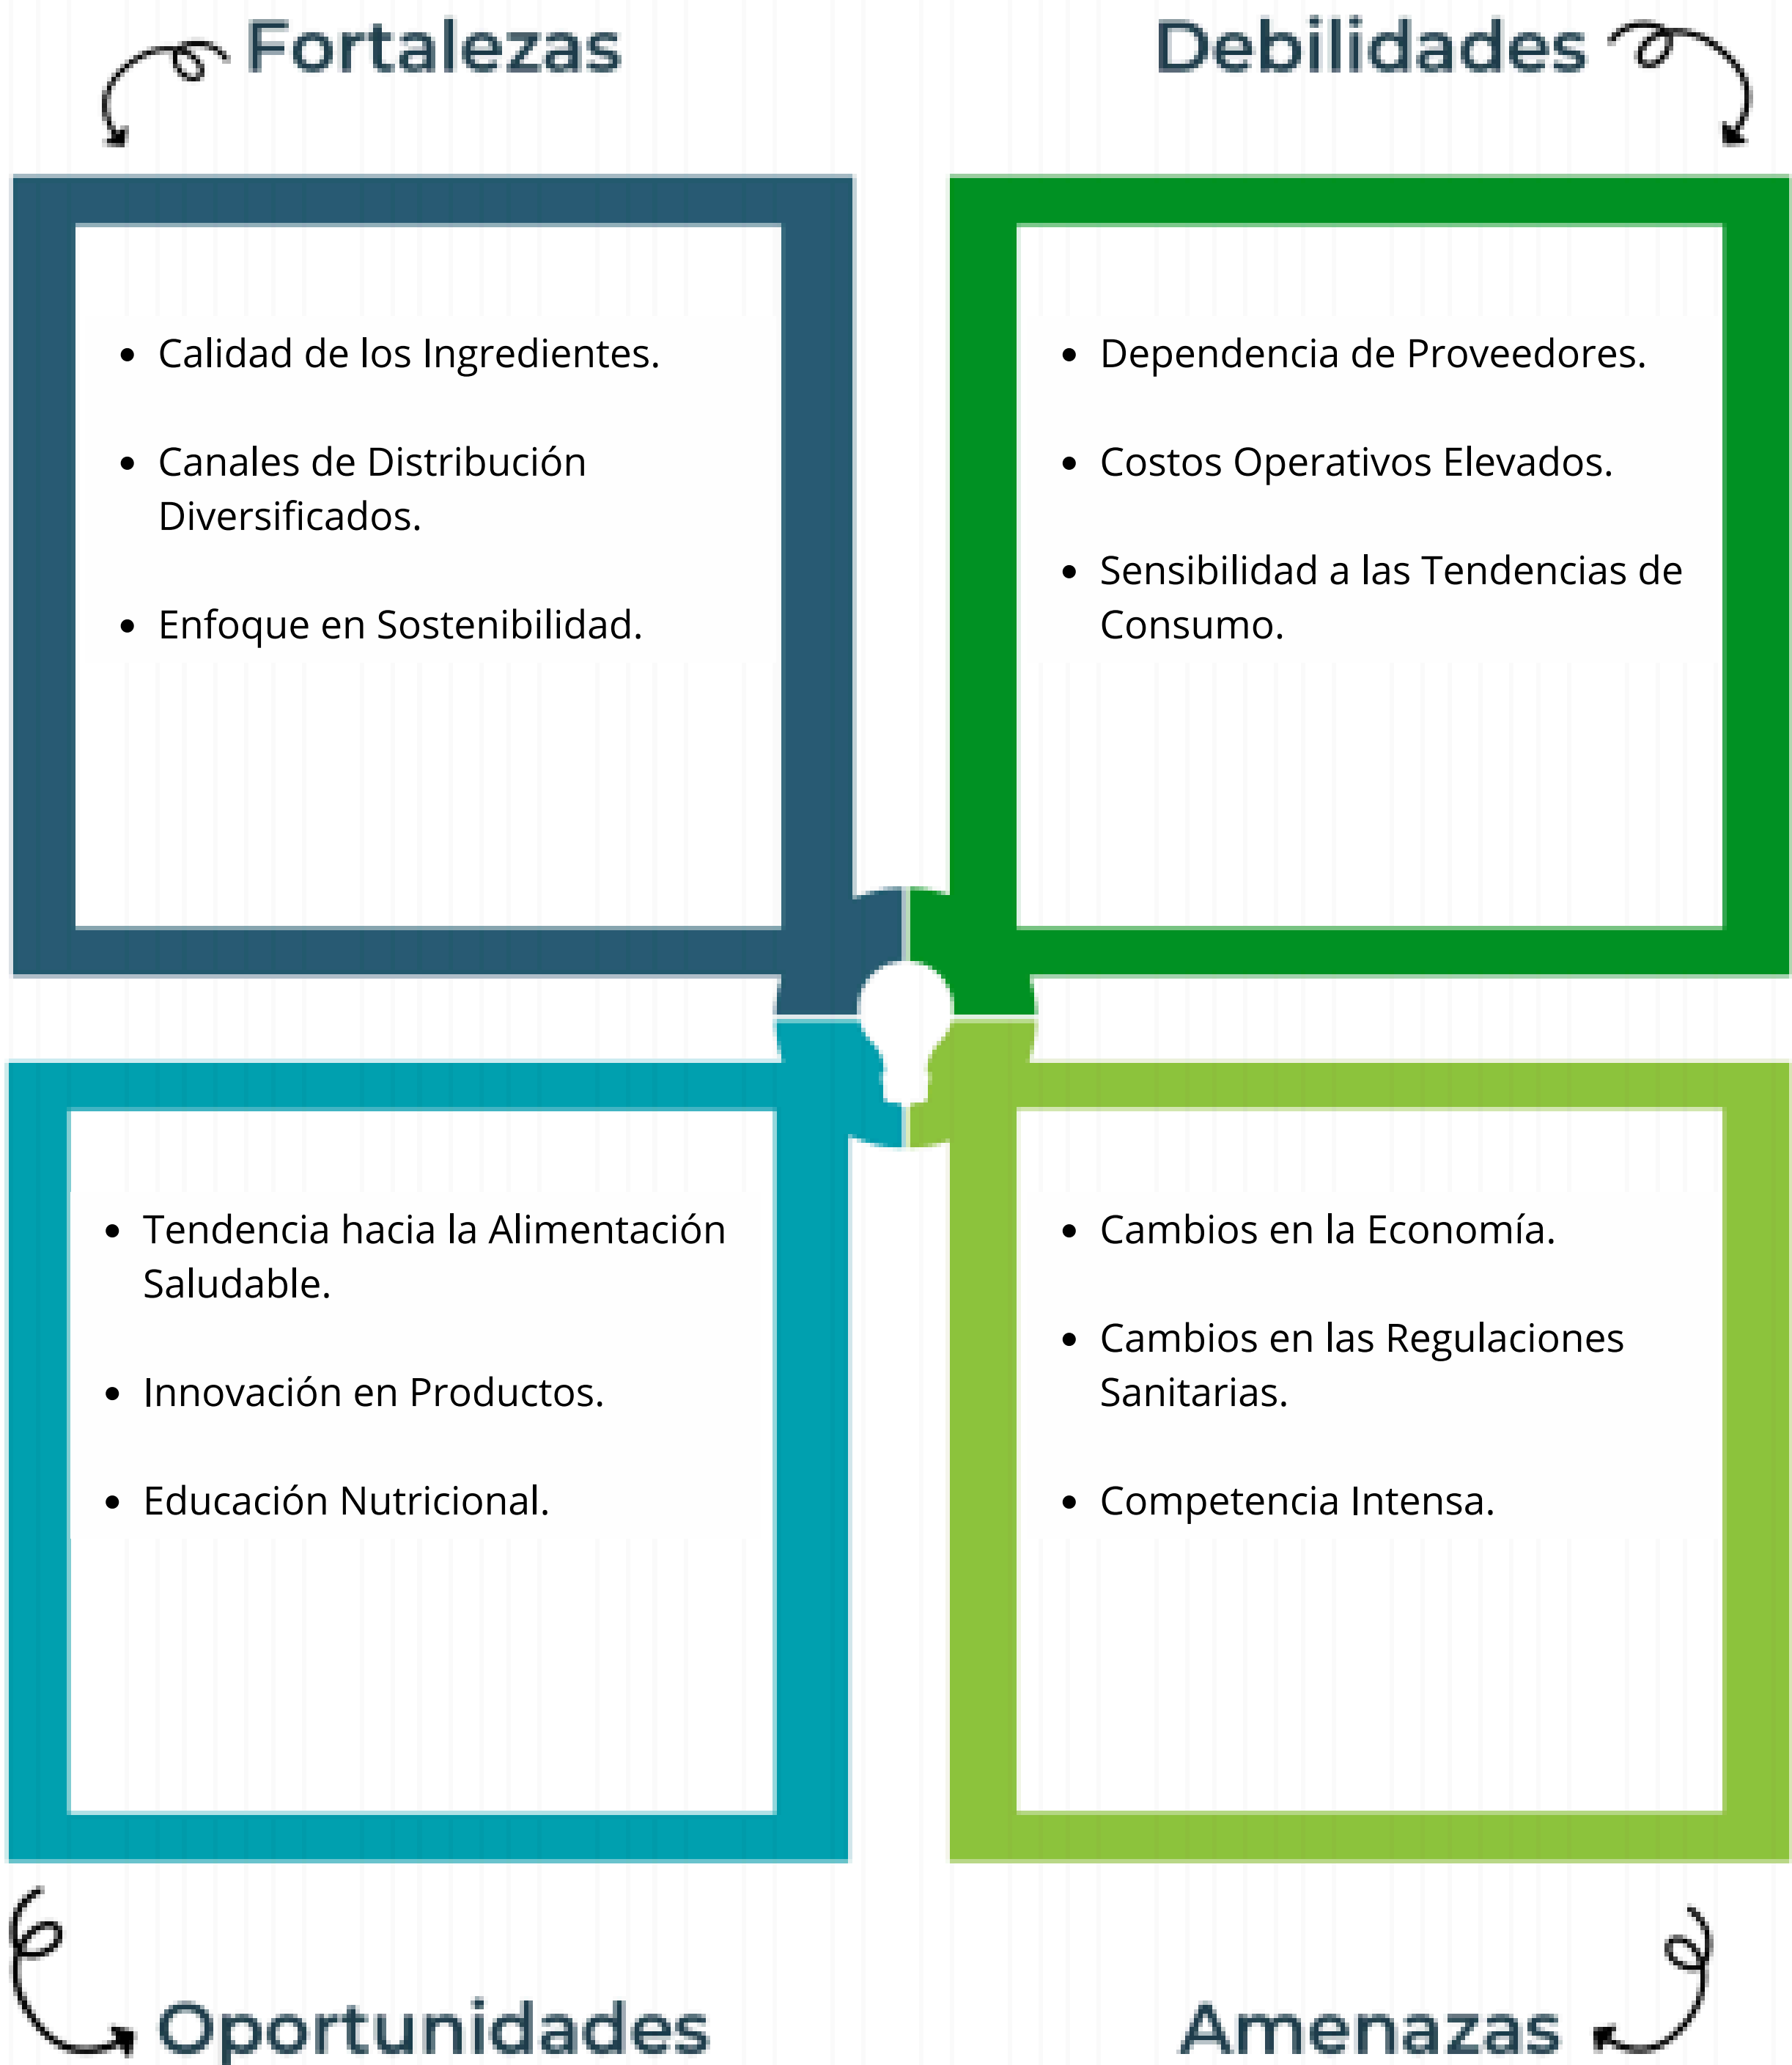 Fortalezas
Debilidades
• Calidad de los Ingredientes.
• Canales de Distribución
Diversificados.
• Enfoque en Sostenibilidad.
• Dependencia de Proveedores.
• Costos Operativos Elevados.
• Sensibilidad a las Tendencias de
Consumo.
• Tendencia hacia la Alimentación
Saludable.
• Innovación en Productos.
• Educación Nutricional.
• Cambios en la Economía.
• Cambios en las Regulaciones
Sanitarias.
• Competencia Intensa.
Oportunidades
Amenazas